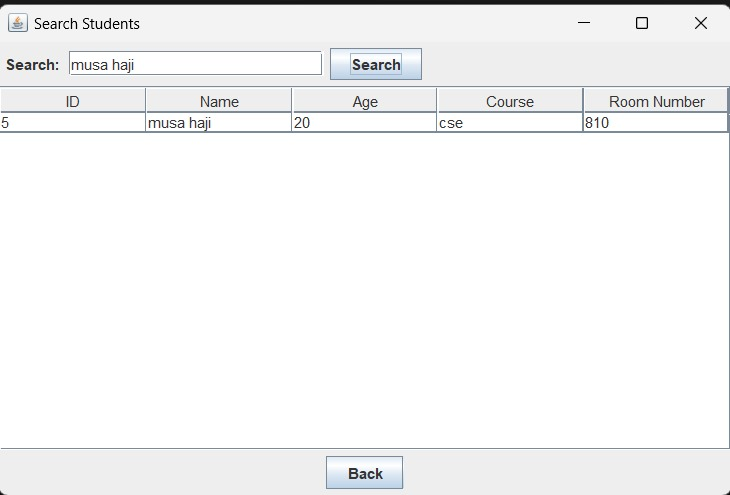 Search Students
Search: musa haji Search
ID Name Age Course Room Number
5 musa haji 20 cse 810
Back